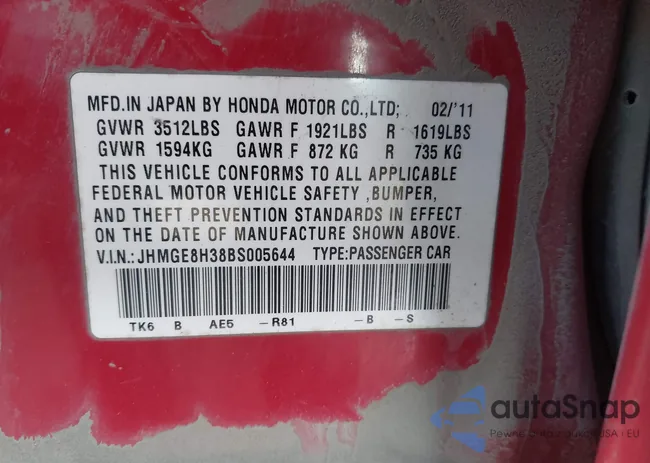 MFD.IN JAPAN BY HONDA MOTOR CO.,LTD; 02/'11
GVWR 3512LBS GAWR F 1921LBS R 1619LBS
GVWR 1594KG GAWR F 872 KG R 735 KG
THIS VEHICLE CONFORMS TO ALL APPLICABLE
FEDERAL MOTOR VEHICLE SAFETY ,BUMPER,
AND THEFT PREVENTION STANDARDS IN EFFECT
ON THE DATE OF MANUFACTURE SHOWN ABOVE.
V.I.N.: JHMGE8H38BS005644 TYPE:PASSENGER CAR
TK6 B AE5 –R81 –B –S
autoSnap
USA | EU